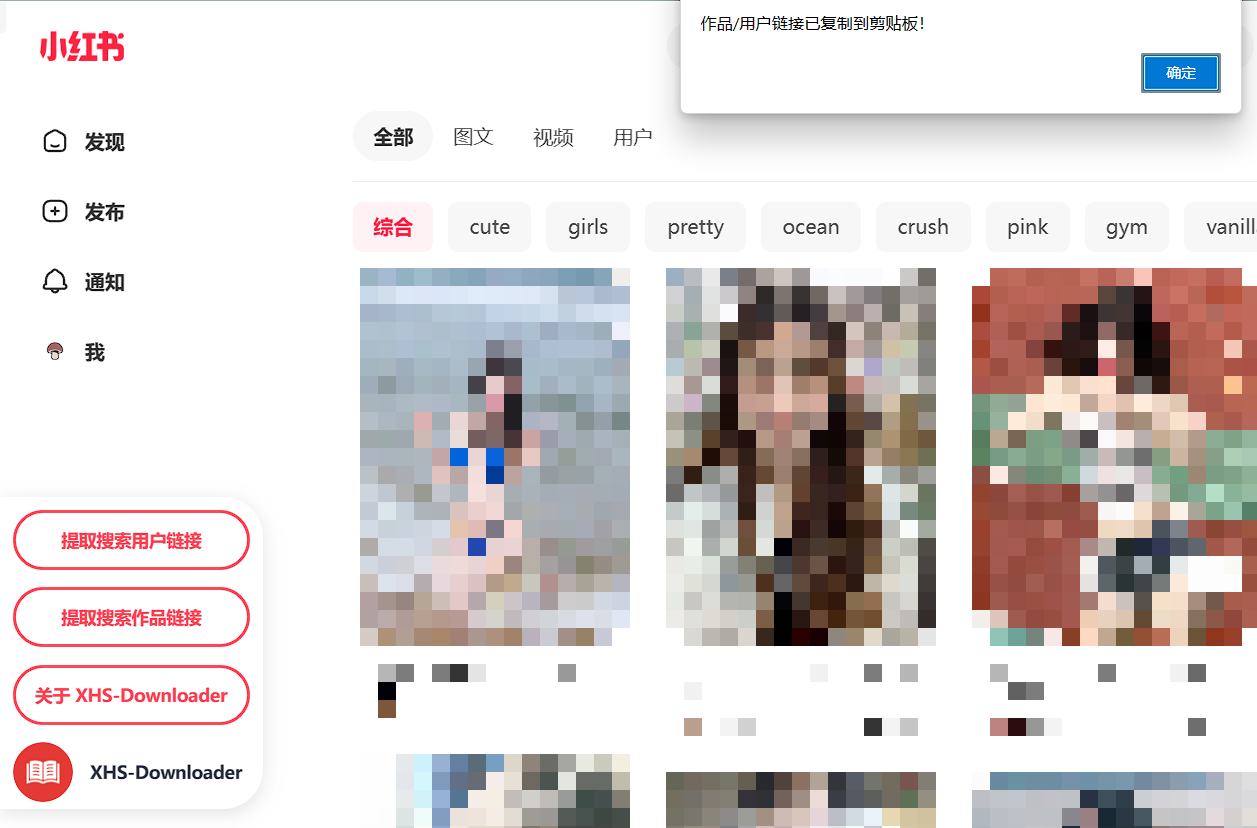 小红书
作品/用户链接已复制到剪贴板!
确定
发现
发布
通知
我
全部 图文 视频 用户
综合 cute girls pretty ocean crush pink gym
提取搜索用户链接
提取搜索作品链接
关于 XHS-Downloader
XHS-Downloader